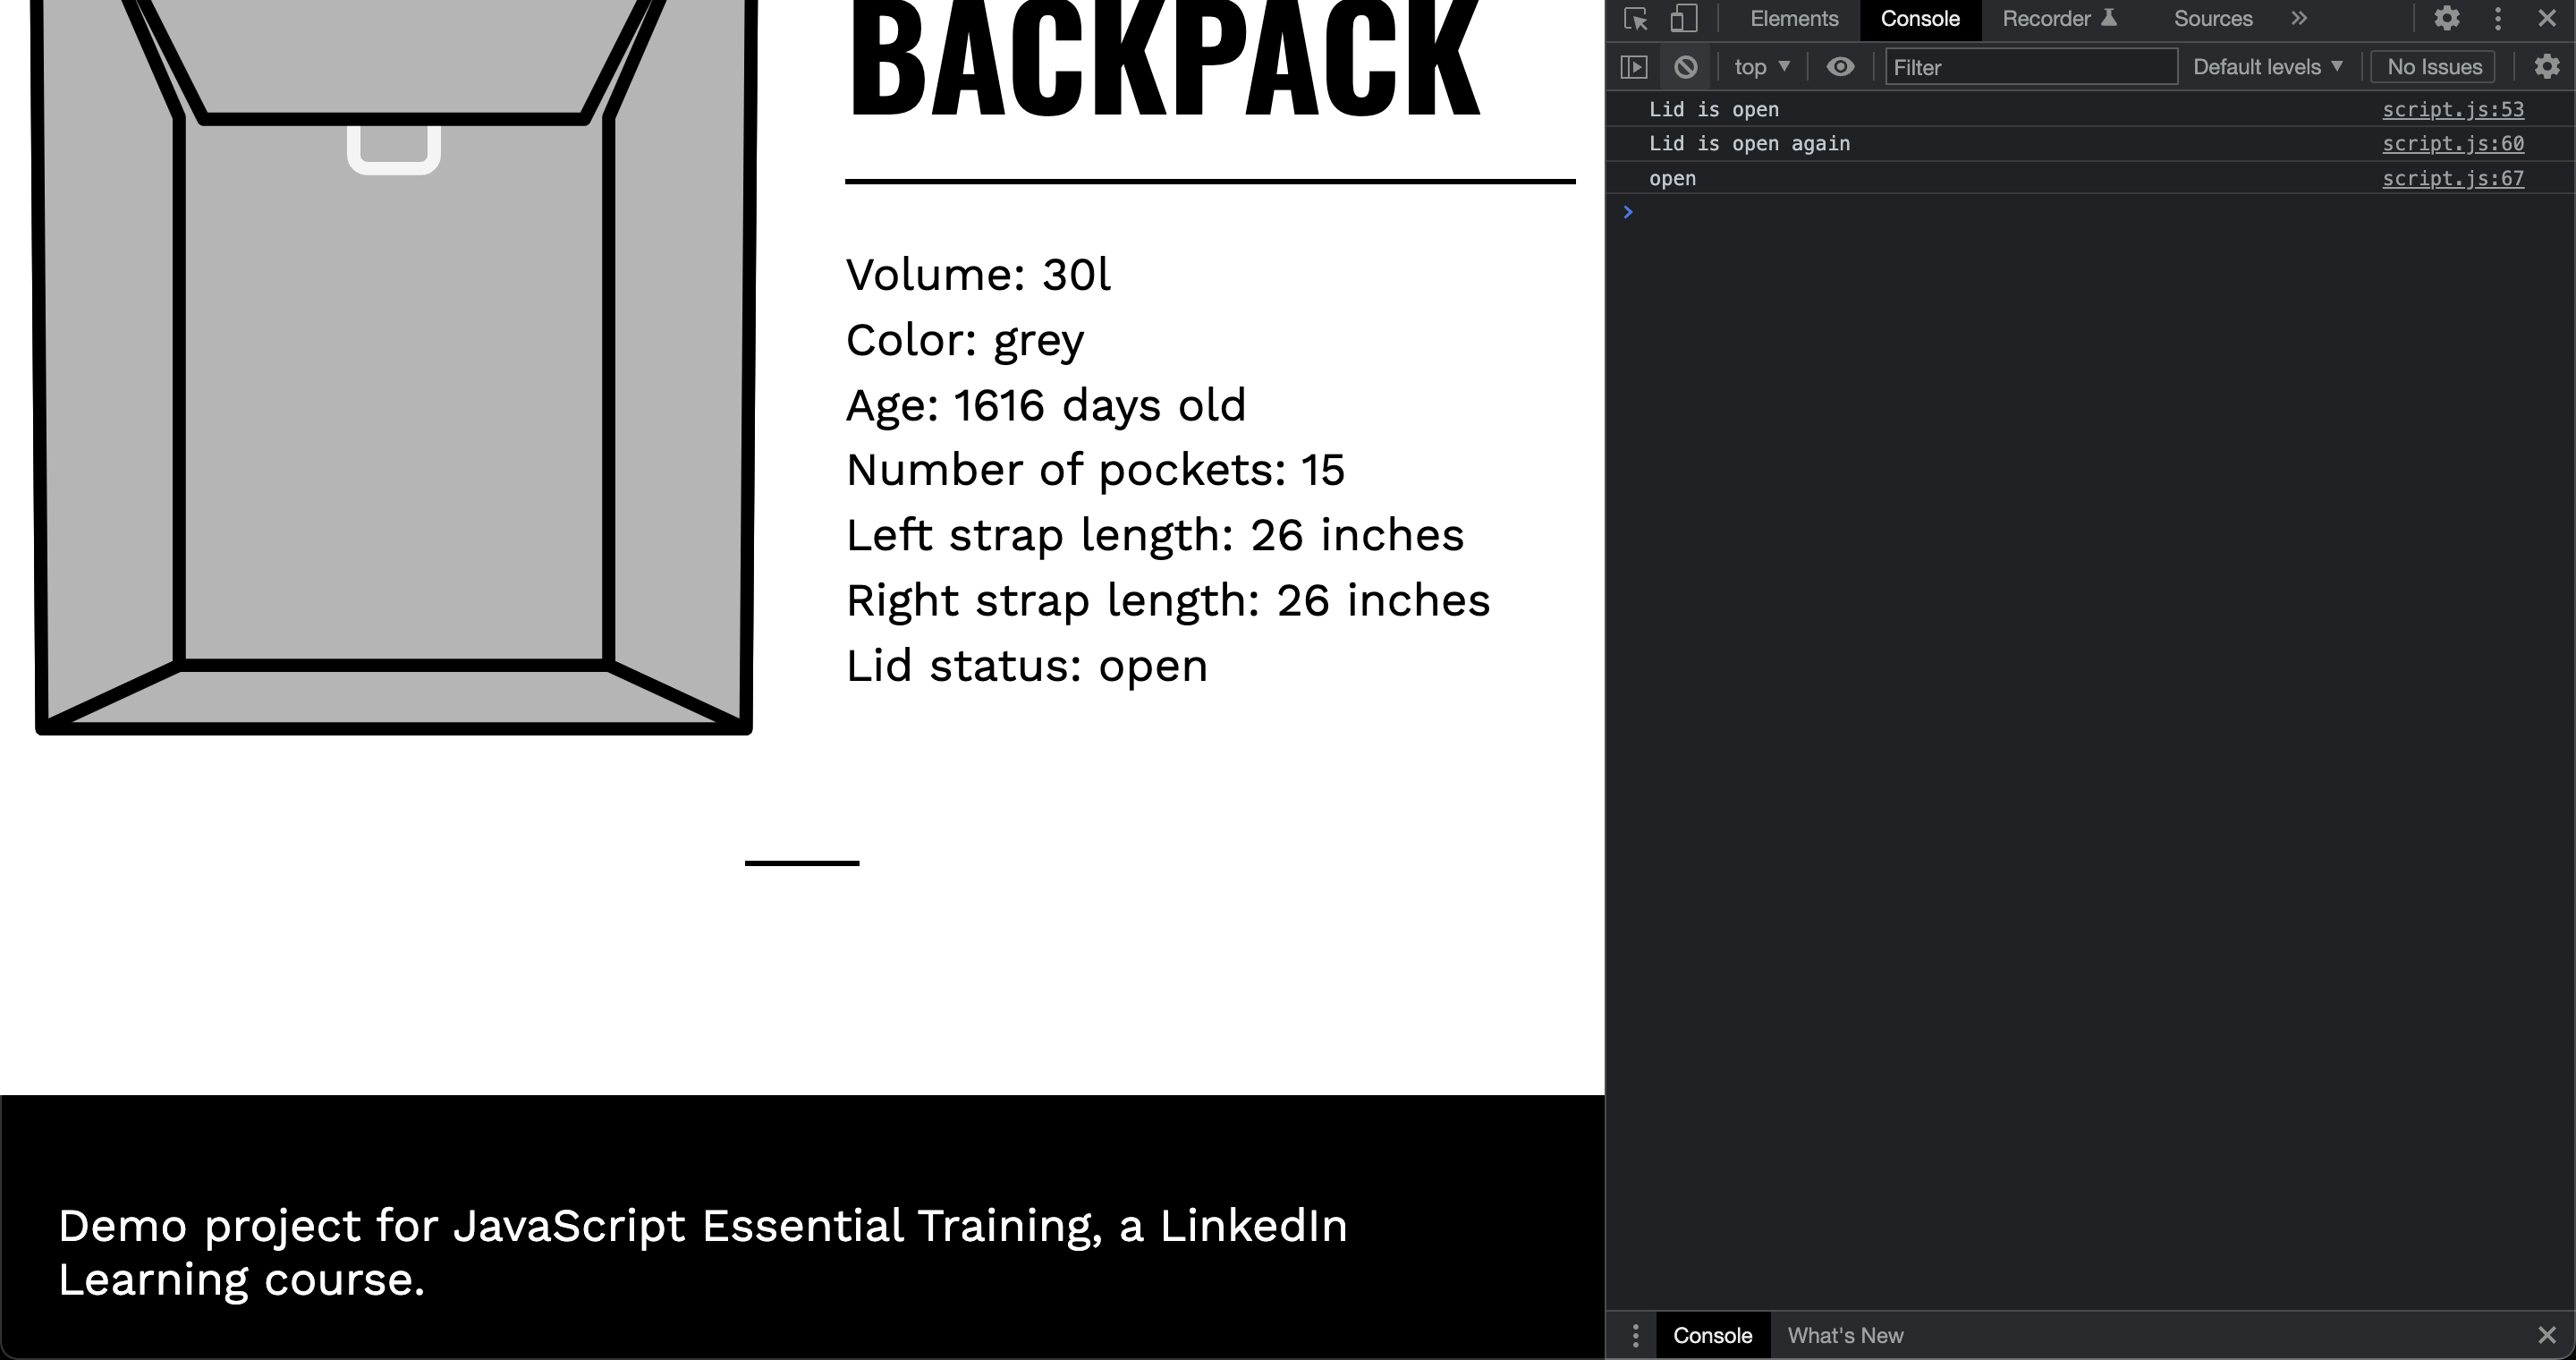 BACKPACK
Volume: 30l
Color: grey
Age: 1616 days old
Number of pockets: 15
Left strap length: 26 inches
Right strap length: 26 inches
Lid status: open
Demo project for JavaScript Essential Training, a LinkedIn
Learning course.
Elements Console Recorder Sources
top Filter Default levels No Issues
Lid is open script.js:53
Lid is open again script.js:60
open script.js:67
Console What's New